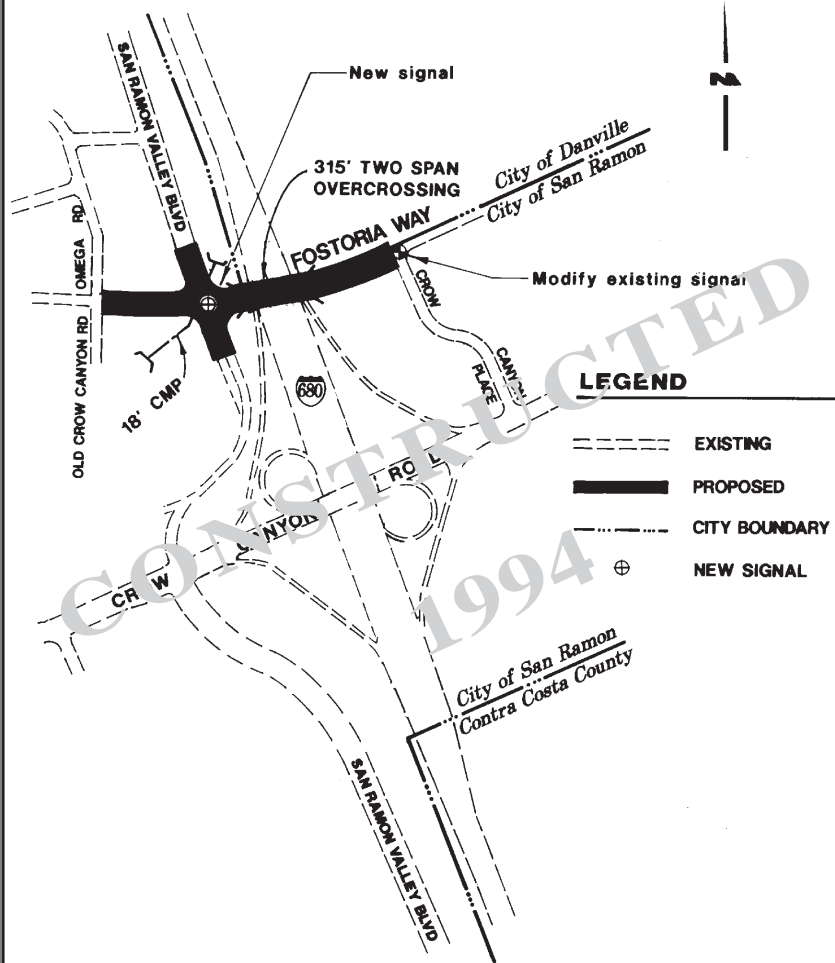 New signal
N
SAN RAMON VALLEY BLVD
315' TWO SPAN
OVERCROSSING
City of Danville
City of San Ramon
FOSTORIA WAY
OMEGA RD.
Modify existing signal
CROW
CANYON
PLACE
OLD CROW CANYON RD
18' CMP
680
LEGEND
EXISTING
PROPOSED
CITY BOUNDARY
NEW SIGNAL
CROW CANYON ROAD
CONSTRUCTED
1994
City of San Ramon
Contra Costa County
SAN RAMON VALLEY BLVD